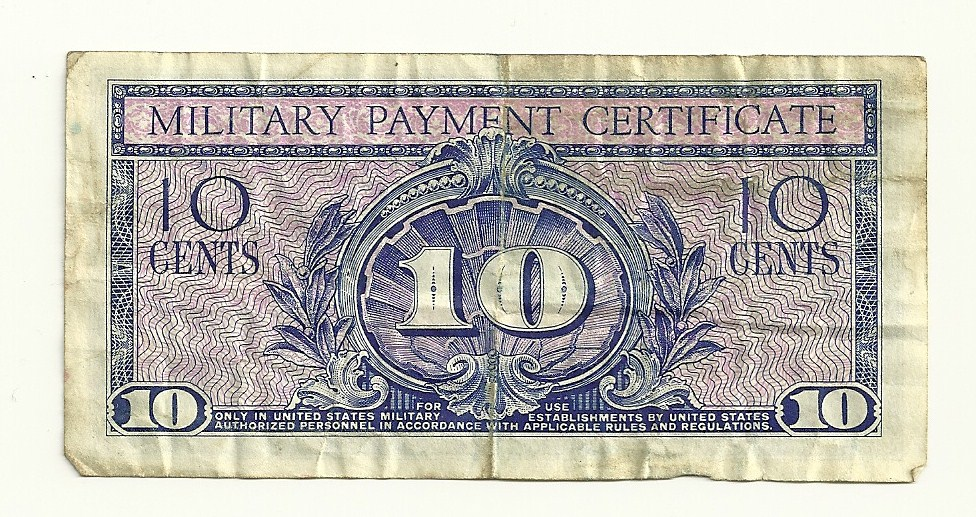 MILITARY PAYMENT CERTIFICATE
10 CENTS
10
10 CENTS
10
FOR USE
ONLY IN UNITED STATES MILITARY ESTABLISHMENTS BY UNITED STATES
AUTHORIZED PERSONNEL IN ACCORDANCE WITH APPLICABLE RULES AND REGULATIONS.
10